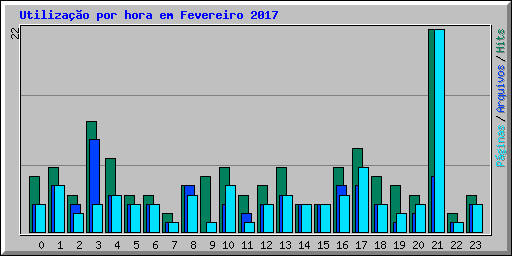 Utilização por hora em Fevereiro 2017
22
Páginas / Arquivos / Hits
0 1 2 3 4 5 6 7 8 9 10 11 12 13 14 15 16 17 18 19 20 21 22 23